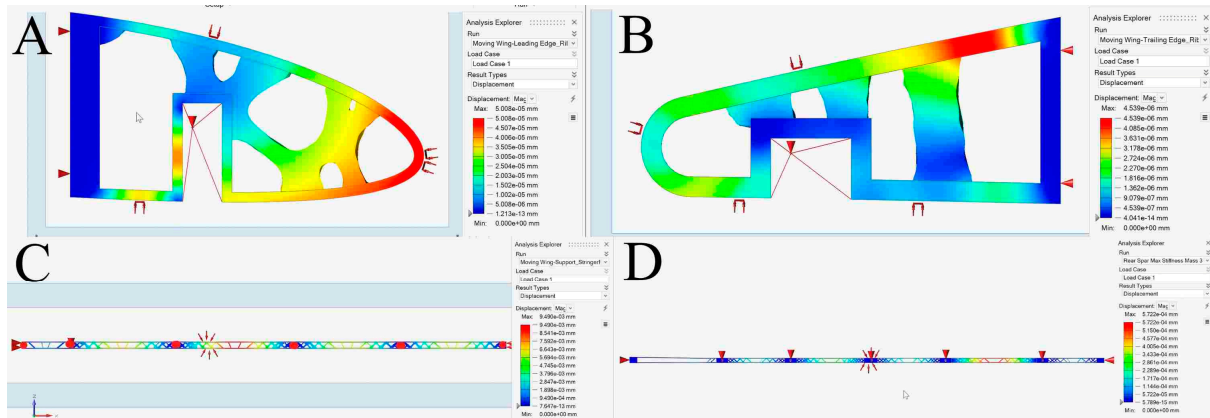 A
Analysis Explorer
Run
Moving Wing-Leading Edge_Rit
Load Case
Load Case 1
Result Types
Displacement
Displacement: Mag
Max: 5.008e-05 mm
5.008e-05 mm
4.507e-05 mm
4.006e-05 mm
3.505e-05 mm
3.005e-05 mm
2.504e-05 mm
2.003e-05 mm
1.502e-05 mm
1.002e-05 mm
5.008e-06 mm
1.213e-13 mm
Min: 0.000e+00 mm
B
Analysis Explorer
Run
Moving Wing-Trailing Edge_Rit
Load Case
Load Case 1
Result Types
Displacement
Displacement: Mag
Max: 4.539e-06 mm
4.539e-06 mm
4.085e-06 mm
3.631e-06 mm
3.178e-06 mm
2.724e-06 mm
2.270e-06 mm
1.816e-06 mm
1.362e-06 mm
9.079e-07 mm
4.539e-07 mm
4.041e-14 mm
Min: 0.000e+00 mm
C
Analysis Explorer
Run
Moving Wing-Support_Stringer
Load Case
Load Case 1
Result Types
Displacement
Displacement: Mag
Max: 9.490e-03 mm
9.490e-03 mm
8.541e-03 mm
7.592e-03 mm
6.643e-03 mm
5.694e-03 mm
4.745e-03 mm
3.796e-03 mm
2.847e-03 mm
1.898e-03 mm
9.490e-04 mm
7.647e-13 mm
Min: 0.000e+00 mm
D
Analysis Explorer
Run
Rear Spar Max Stiffness Mass 3
Load Case
Load Case 1
Result Types
Displacement
Displacement: Mag
Max: 5.722e-04 mm
5.722e-04 mm
5.150e-04 mm
4.577e-04 mm
4.005e-04 mm
3.433e-04 mm
2.861e-04 mm
2.289e-04 mm
1.717e-04 mm
1.144e-04 mm
5.722e-05 mm
5.789e-15 mm
Min: 0.000e+00 mm